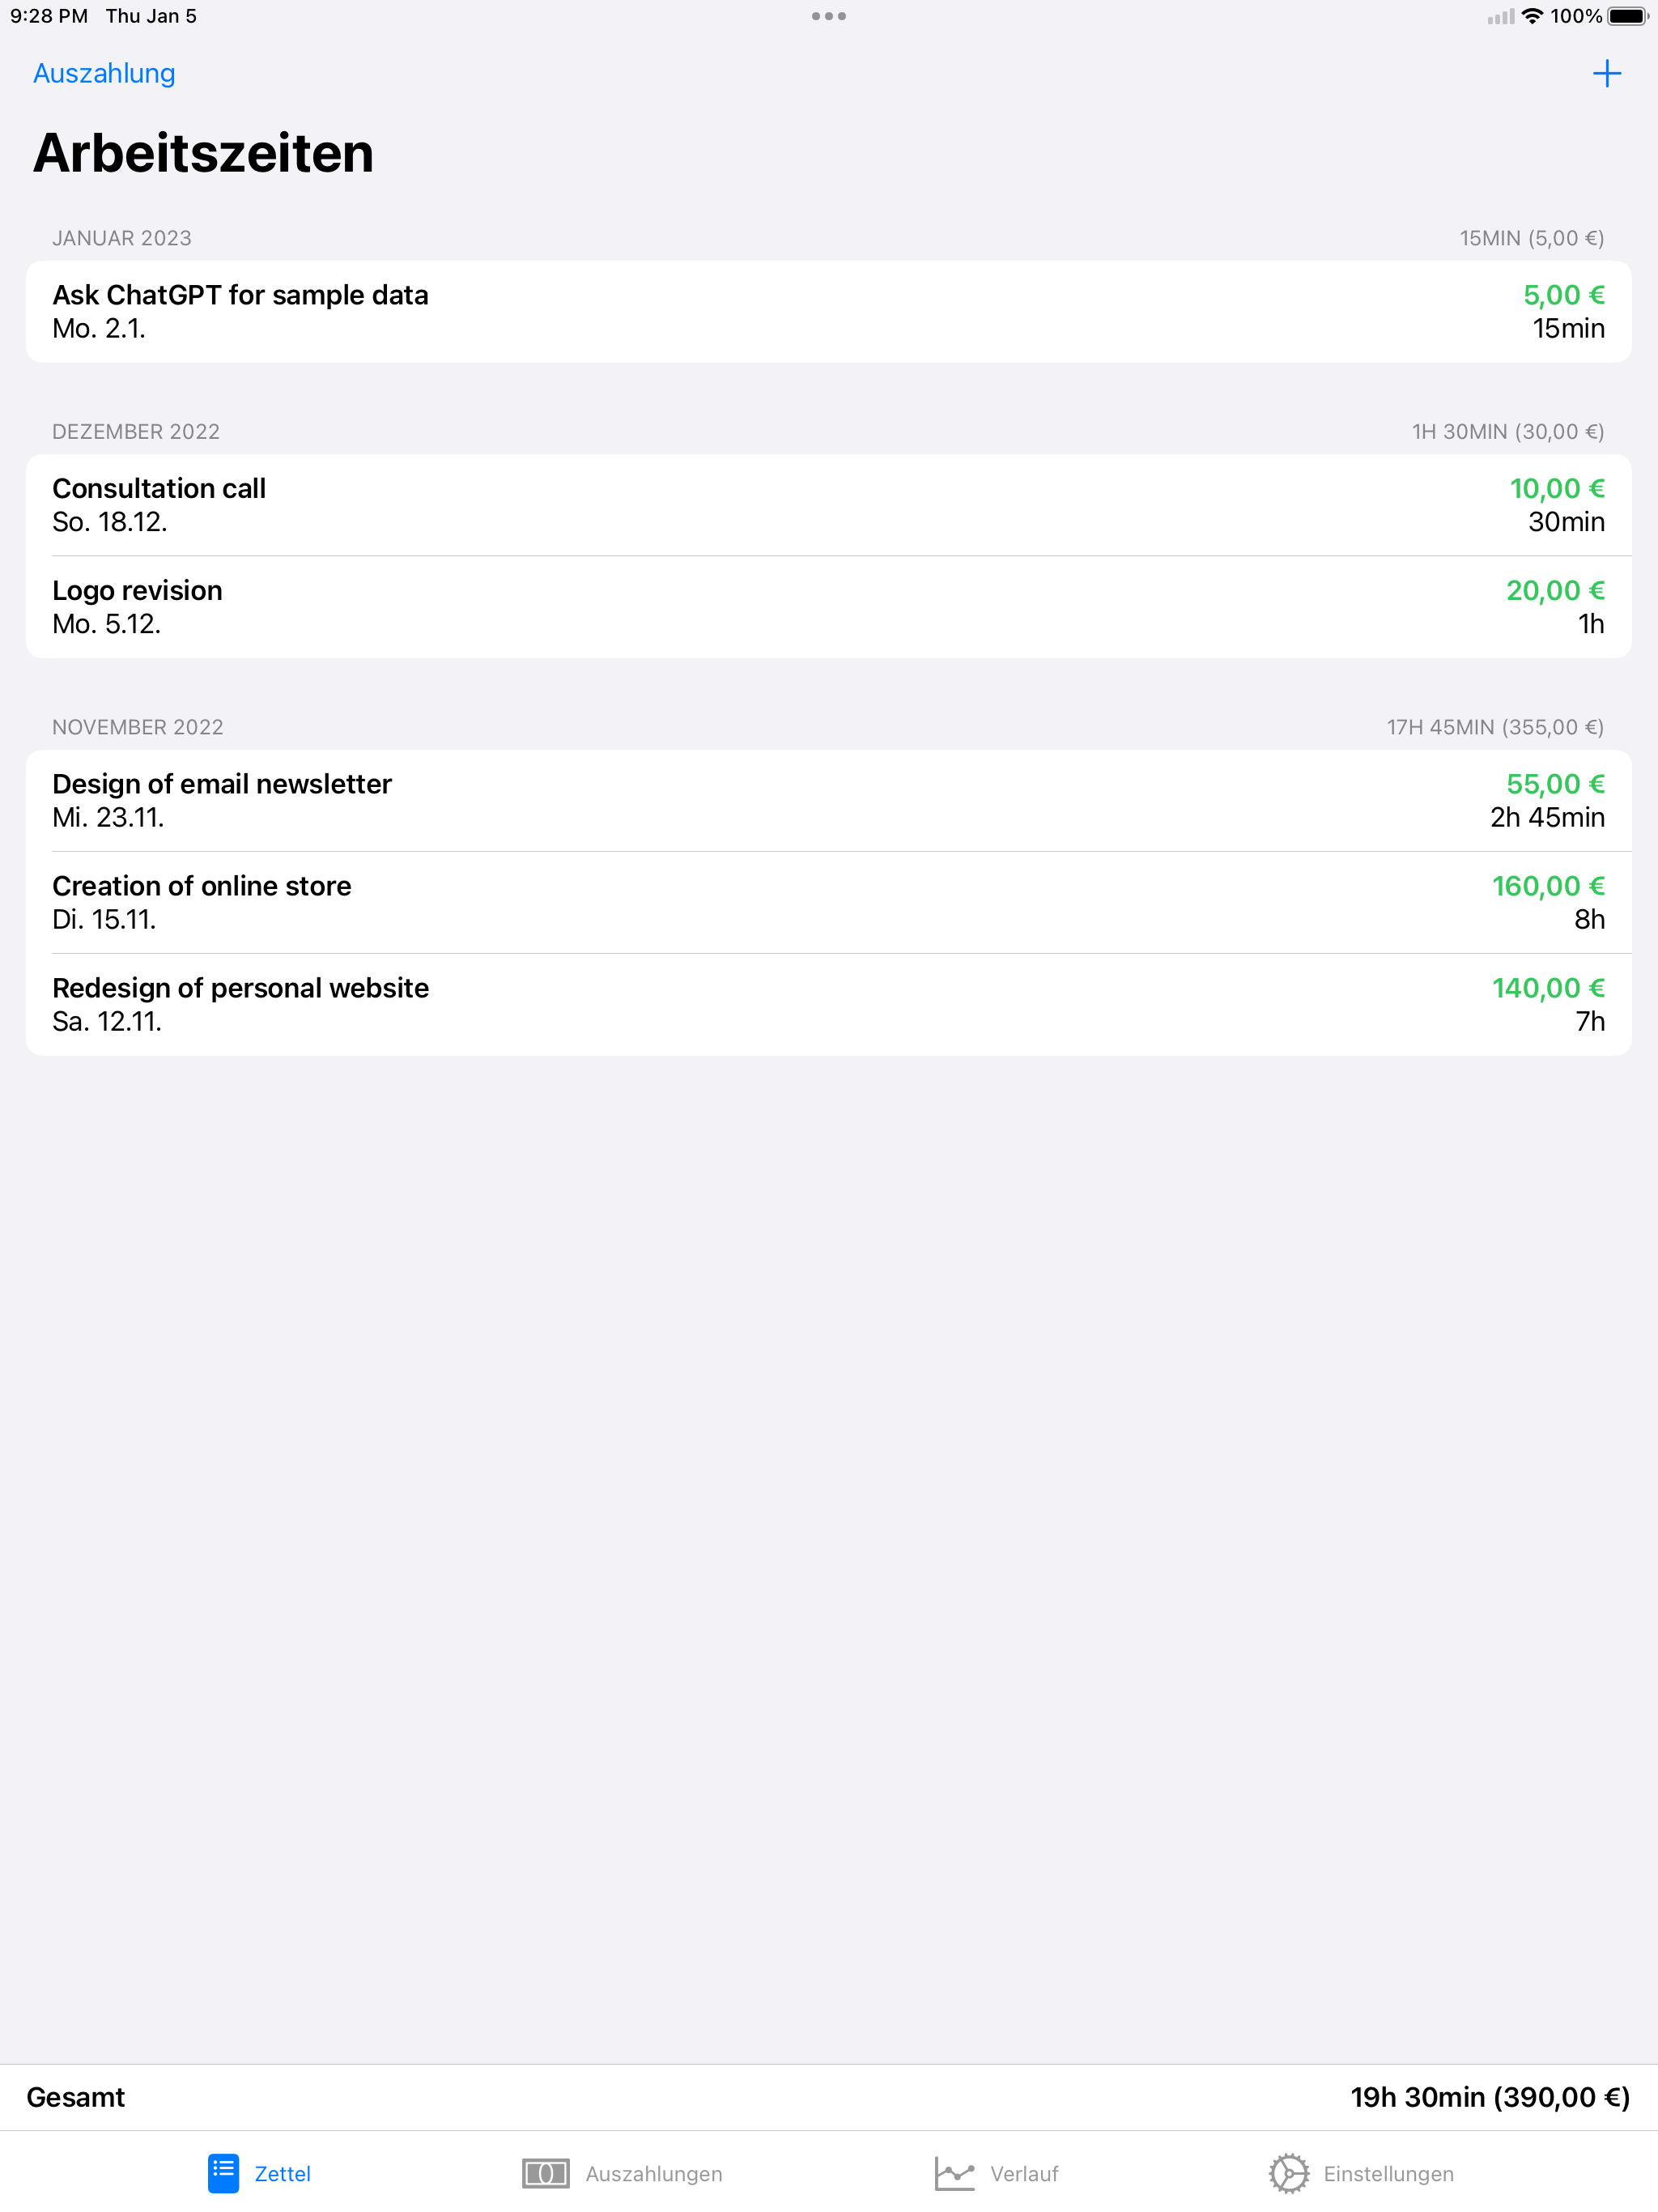 9:28 PM Thu Jan 5 100%
Auszahlung
Arbeitszeiten
JANUAR 2023 15MIN (5,00 €)
Ask ChatGPT for sample data 5,00 €
Mo. 2.1. 15min
DEZEMBER 2022 1H 30MIN (30,00 €)
Consultation call 10,00 €
So. 18.12. 30min
Logo revision 20,00 €
Mo. 5.12. 1h
NOVEMBER 2022 17H 45MIN (355,00 €)
Design of email newsletter 55,00 €
Mi. 23.11. 2h 45min
Creation of online store 160,00 €
Di. 15.11. 8h
Redesign of personal website 140,00 €
Sa. 12.11. 7h
Gesamt 19h 30min (390,00 €)
Zettel Auszahlungen Verlauf Einstellungen